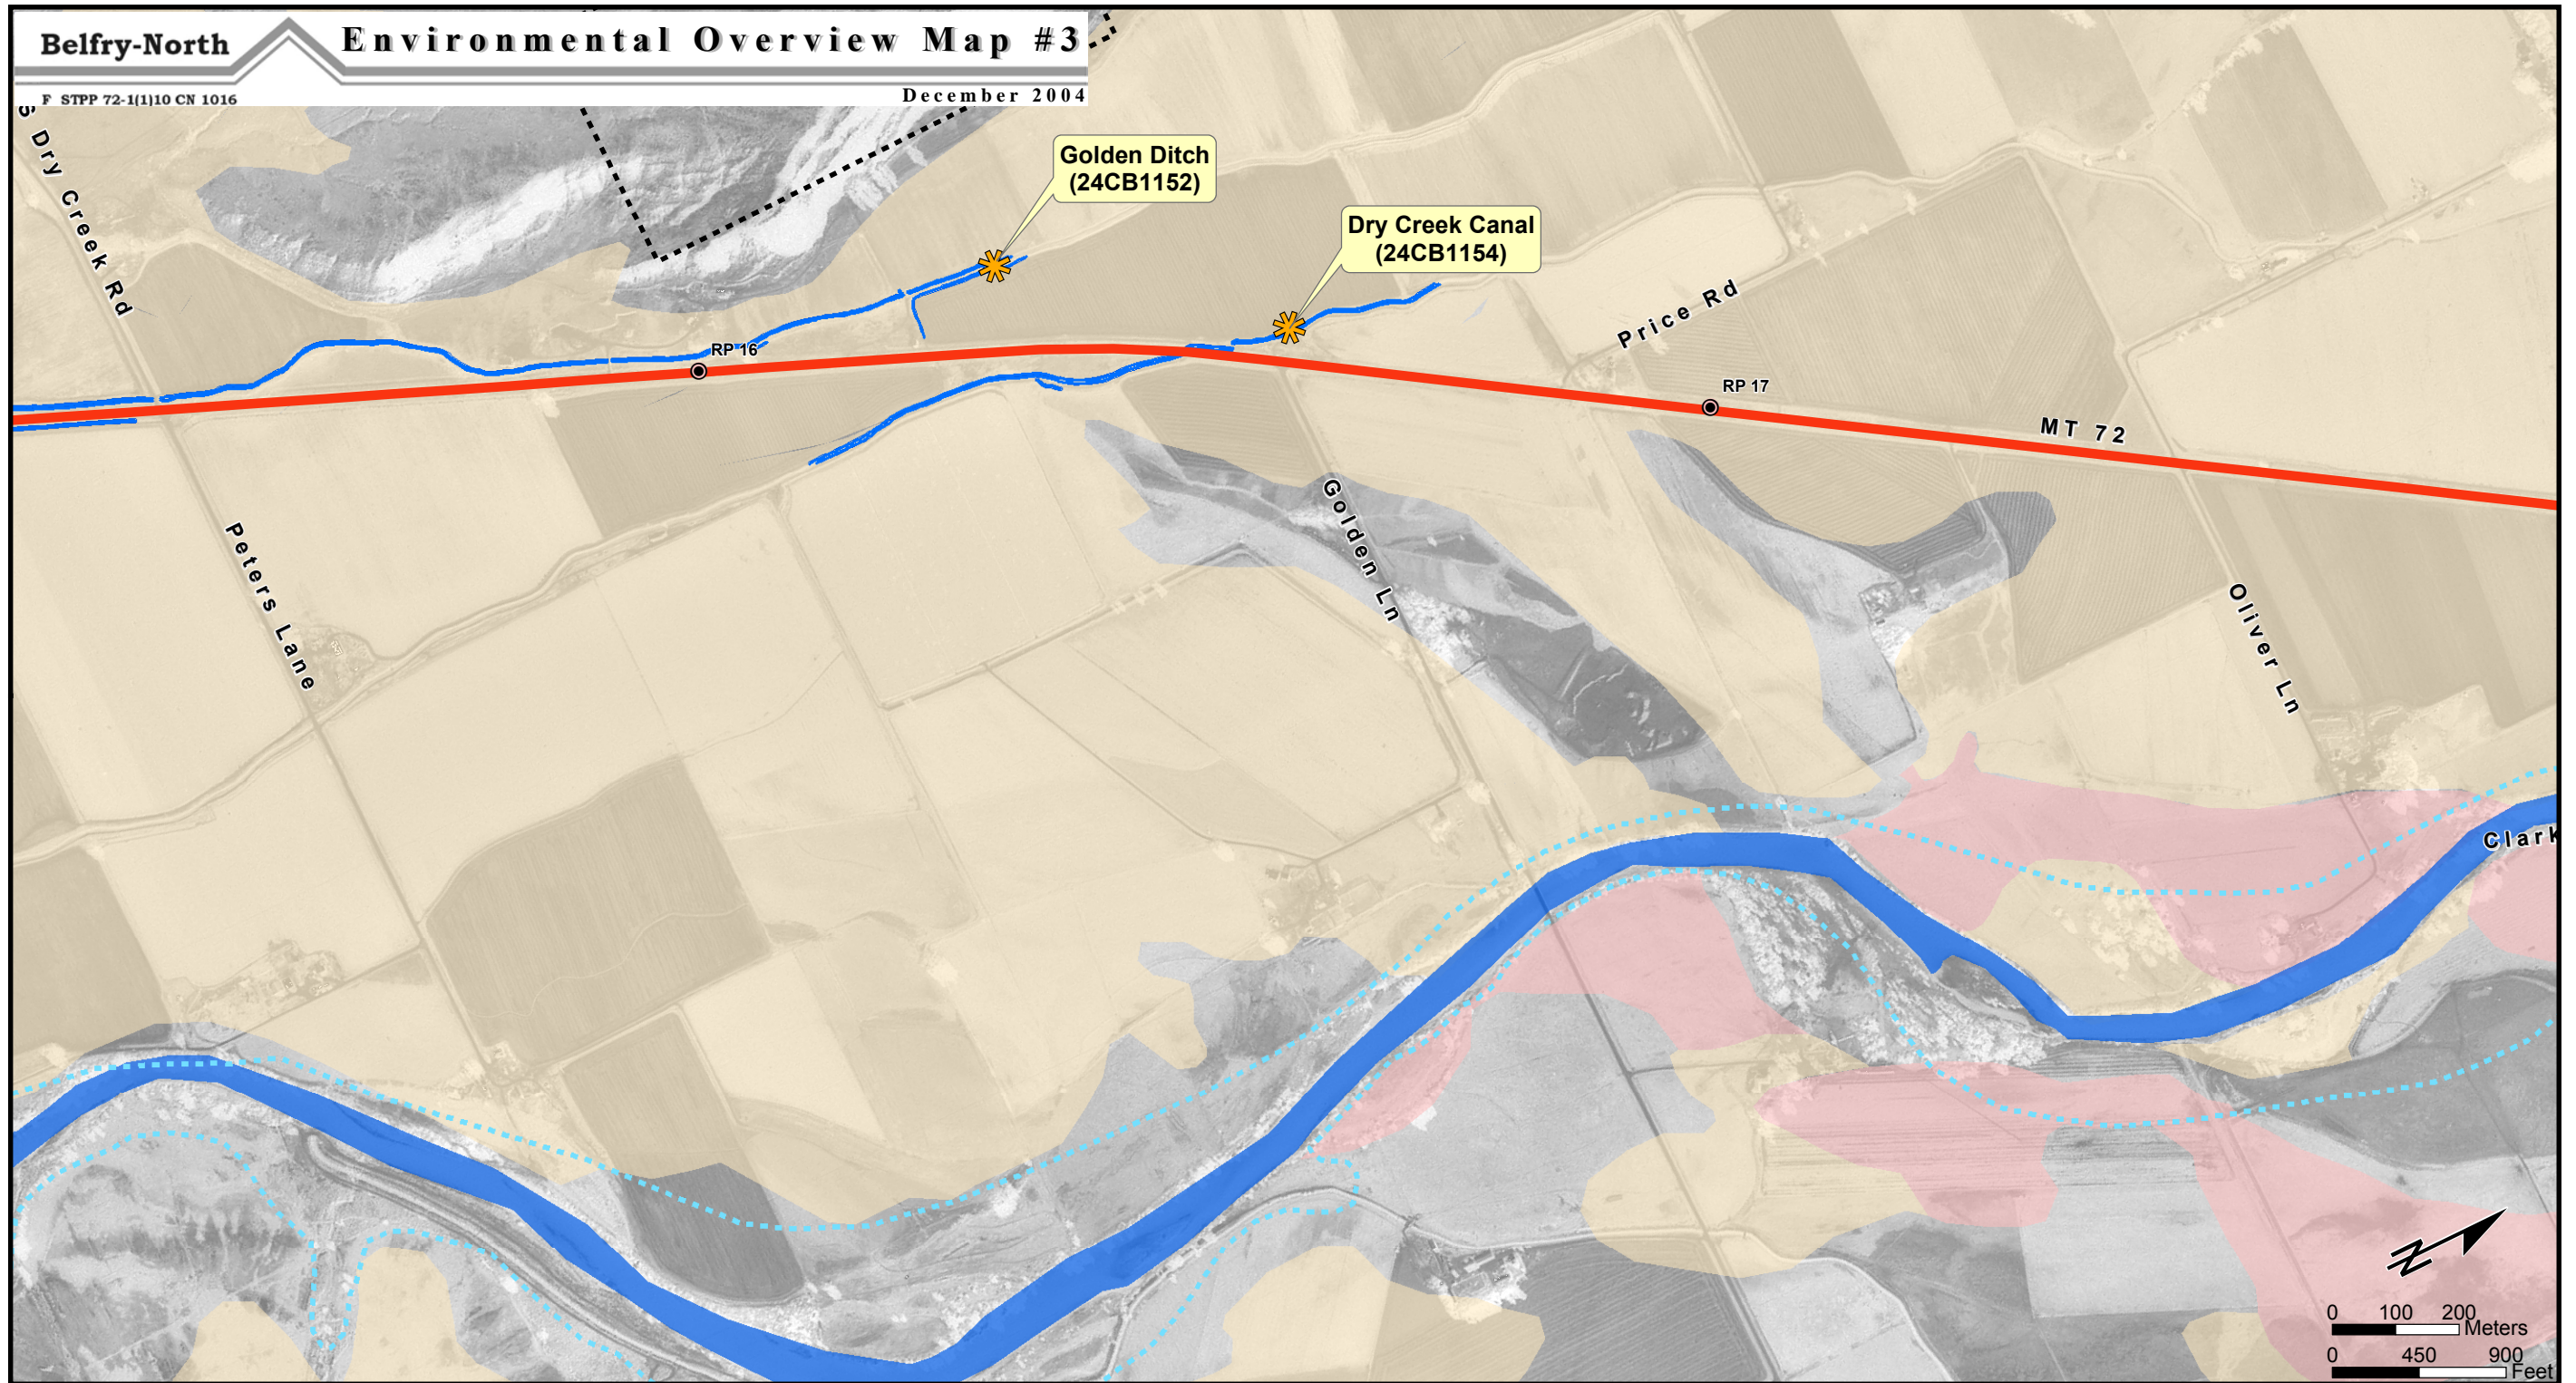 Belfry-North
Environmental Overview Map #3
F STPP 72-1(1)10 CN 1016
December 2004
S Dry Creek Rd
Golden Ditch
(24CB1152)
Dry Creek Canal
(24CB1154)
Price Rd
RP 16
RP 17
MT 72
Peters Lane
Golden Ln
Oliver Ln
Clark
N
0 100 200
Meters
0 450 900
Feet